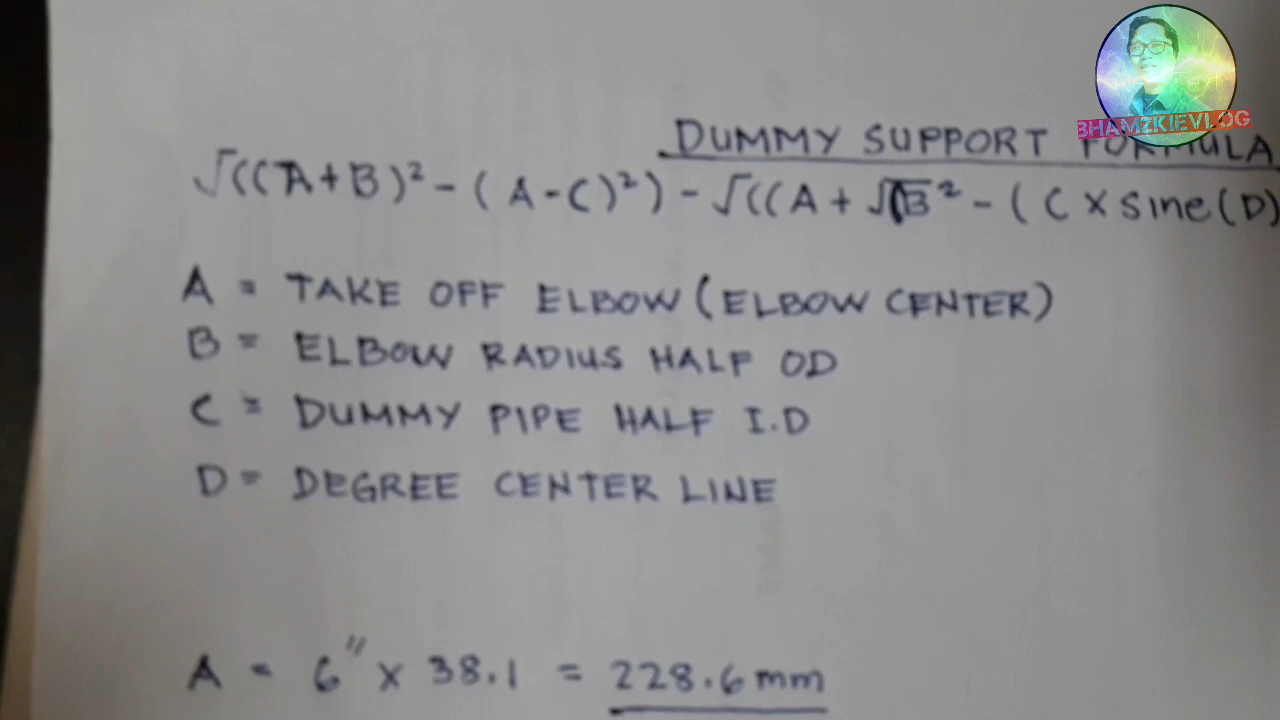 BHAMZKIEVLOG
DUMMY SUPPORT FORMULA
√((A+B)² - (A-C)²) - √((A + √B² - (C X sine(D)
A = TAKE OFF ELBOW (ELBOW CENTER)
B = ELBOW RADIUS HALF OD
C = DUMMY PIPE HALF I.D
D = DEGREE CENTER LINE
A = 6" X 38.1 = 228.6mm